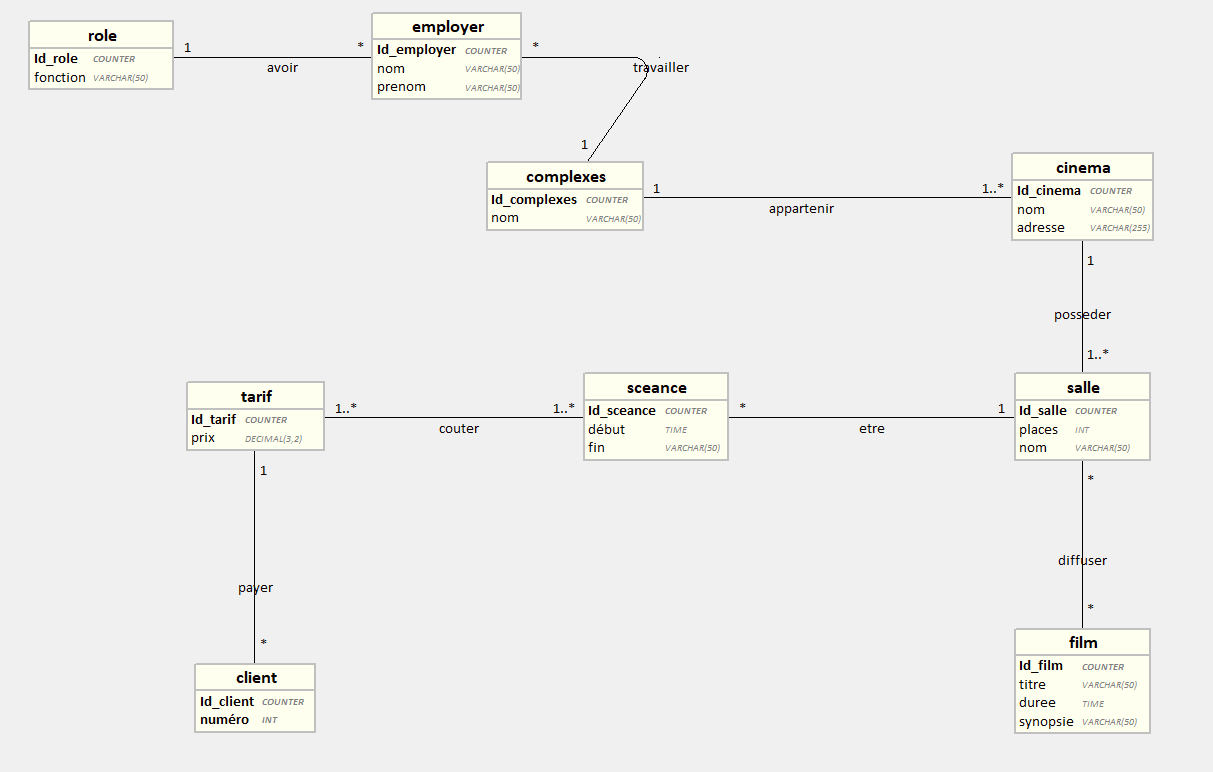 role
Id_role COUNTER
fonction VARCHAR(50)
1 *
avoir
employer
Id_employer COUNTER
nom VARCHAR(50)
prenom VARCHAR(50)
*
travailler
1
complexes
Id_complexes COUNTER
nom VARCHAR(50)
1 1..*
appartenir
cinema
Id_cinema COUNTER
nom VARCHAR(50)
adresse VARCHAR(255)
1
posseder
1..*
tarif
Id_tarif COUNTER
prix DECIMAL(3,2)
1..* 1..*
couter
sceance
Id_sceance COUNTER
début TIME
fin VARCHAR(50)
* 1
etre
salle
Id_salle COUNTER
places INT
nom VARCHAR(50)
1
payer
*
client
Id_client COUNTER
numéro INT
*
diffuser
*
film
Id_film COUNTER
titre VARCHAR(50)
duree TIME
synopsie VARCHAR(50)